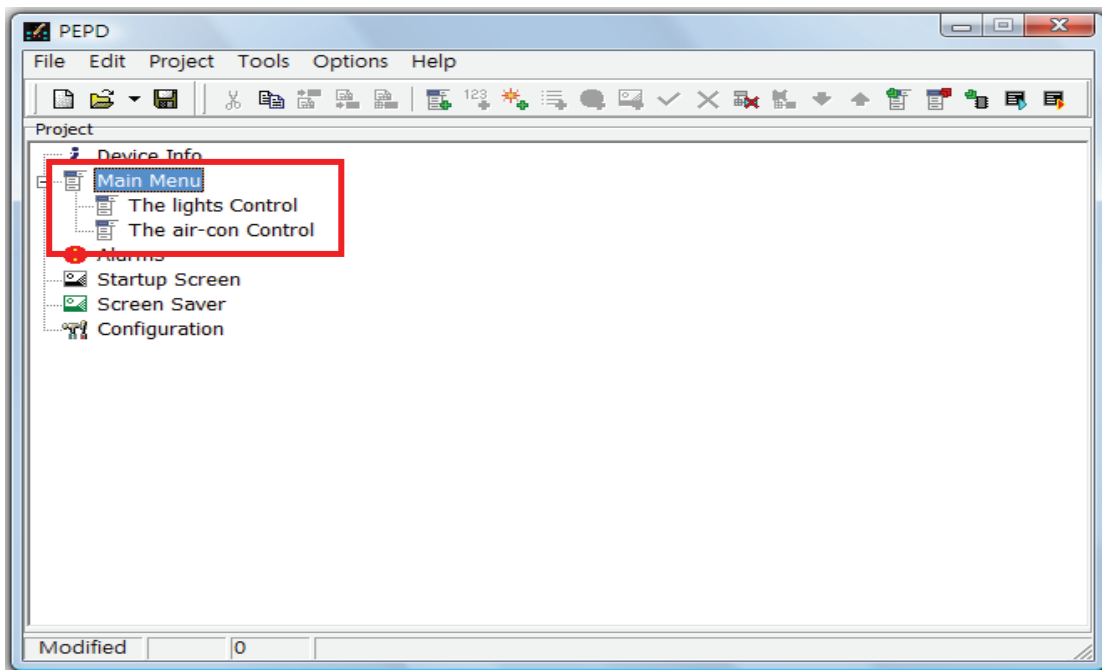 PEPD
File Edit Project Tools Options Help
123
Project
Device Info
Main Menu
The lights Control
The air-con Control
Alarms
Startup Screen
Screen Saver
Configuration
Modified 0